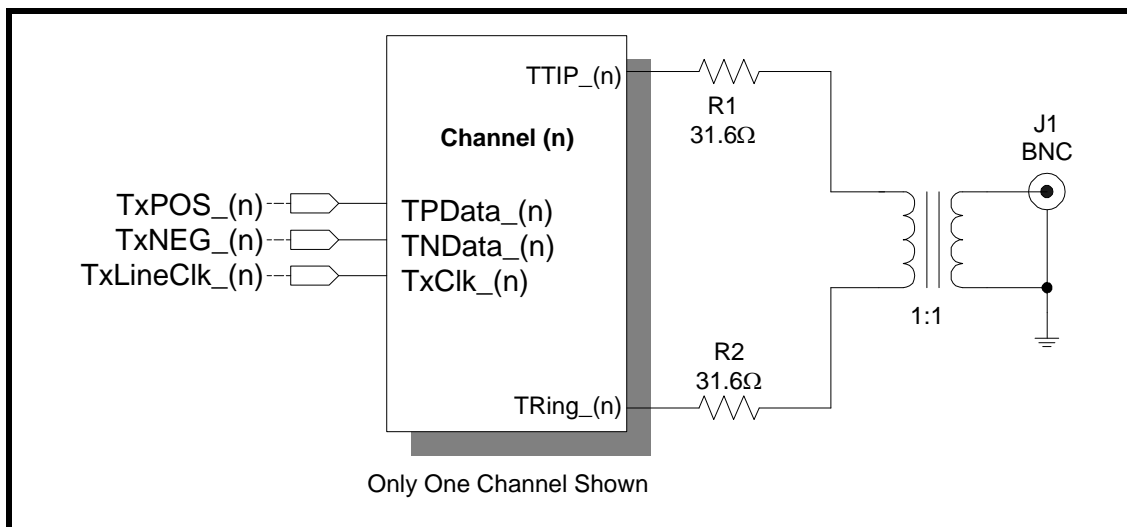 TTIP_(n)
R1
31.6Ω
Channel (n)
J1
BNC
TxPOS_(n)
TPData_(n)
TxNEG_(n)
TNData_(n)
TxLineClk_(n)
TxClk_(n)
1:1
R2
31.6Ω
TRing_(n)
Only One Channel Shown